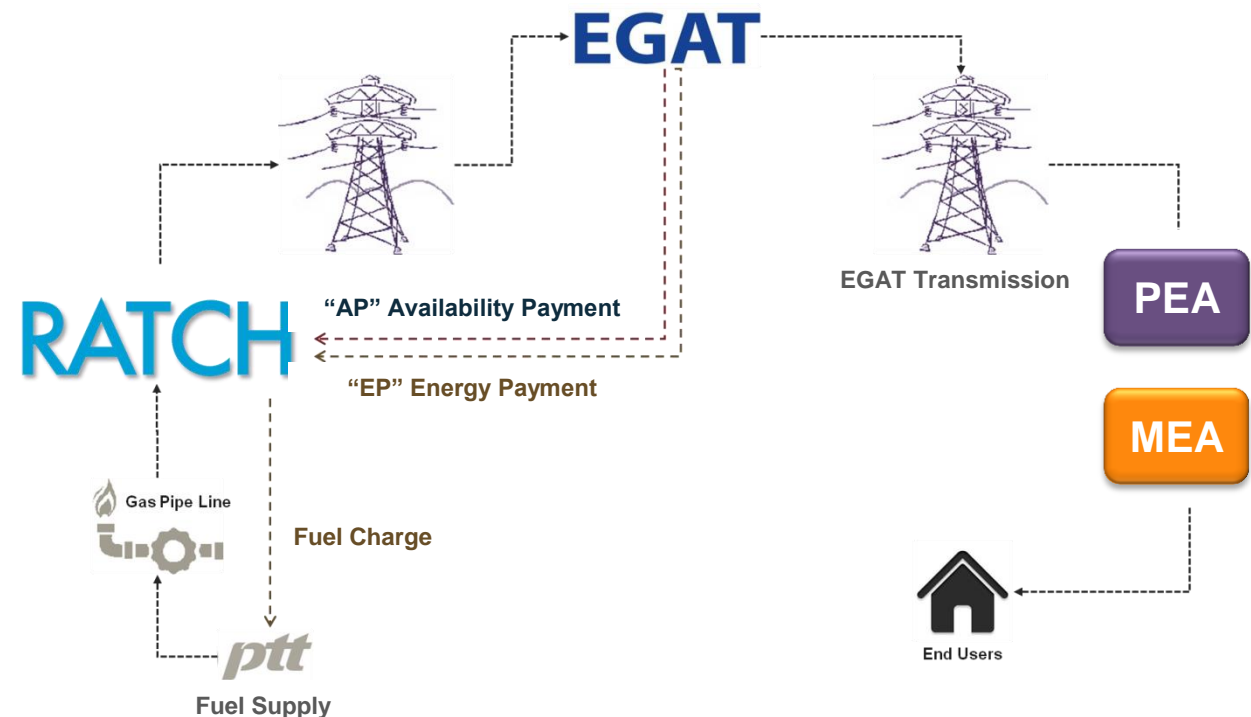 EGAT
EGAT Transmission
PEA
“AP” Availability Payment
RATCH
“EP” Energy Payment
MEA
Gas Pipe Line
Fuel Charge
ptt
End Users
Fuel Supply